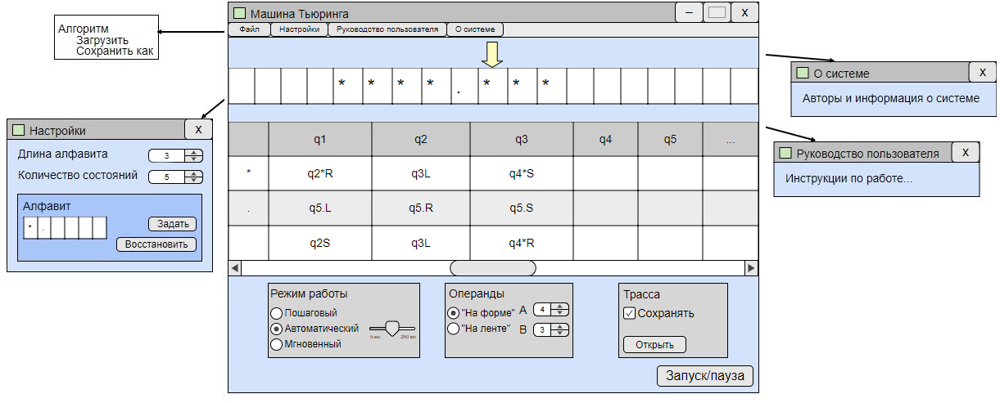 Алгоритм
Загрузить
Сохранить как
Машина Тьюринга
X
Файл
Настройки
Руководство пользователя
О системе
* * * * . * * *
О системе
X
Авторы и информация о системе
Руководство пользователя
X
Инструкции по работе...
Настройки
X
Длина алфавита
3
Количество состояний
5
Алфавит
* .
Задать
Восстановить
q1 q2 q3 q4 q5 ...
* q2*R q3L q4*S
. q5.L q5.R q5.S
q2S q3L q4*R
Режим работы
Пошаговый
Автоматический
5 мс 250 мс
Мгновенный
Операнды
"На форме" A 4
"На ленте" B 3
Трасса
Сохранять
Открыть
Запуск/пауза